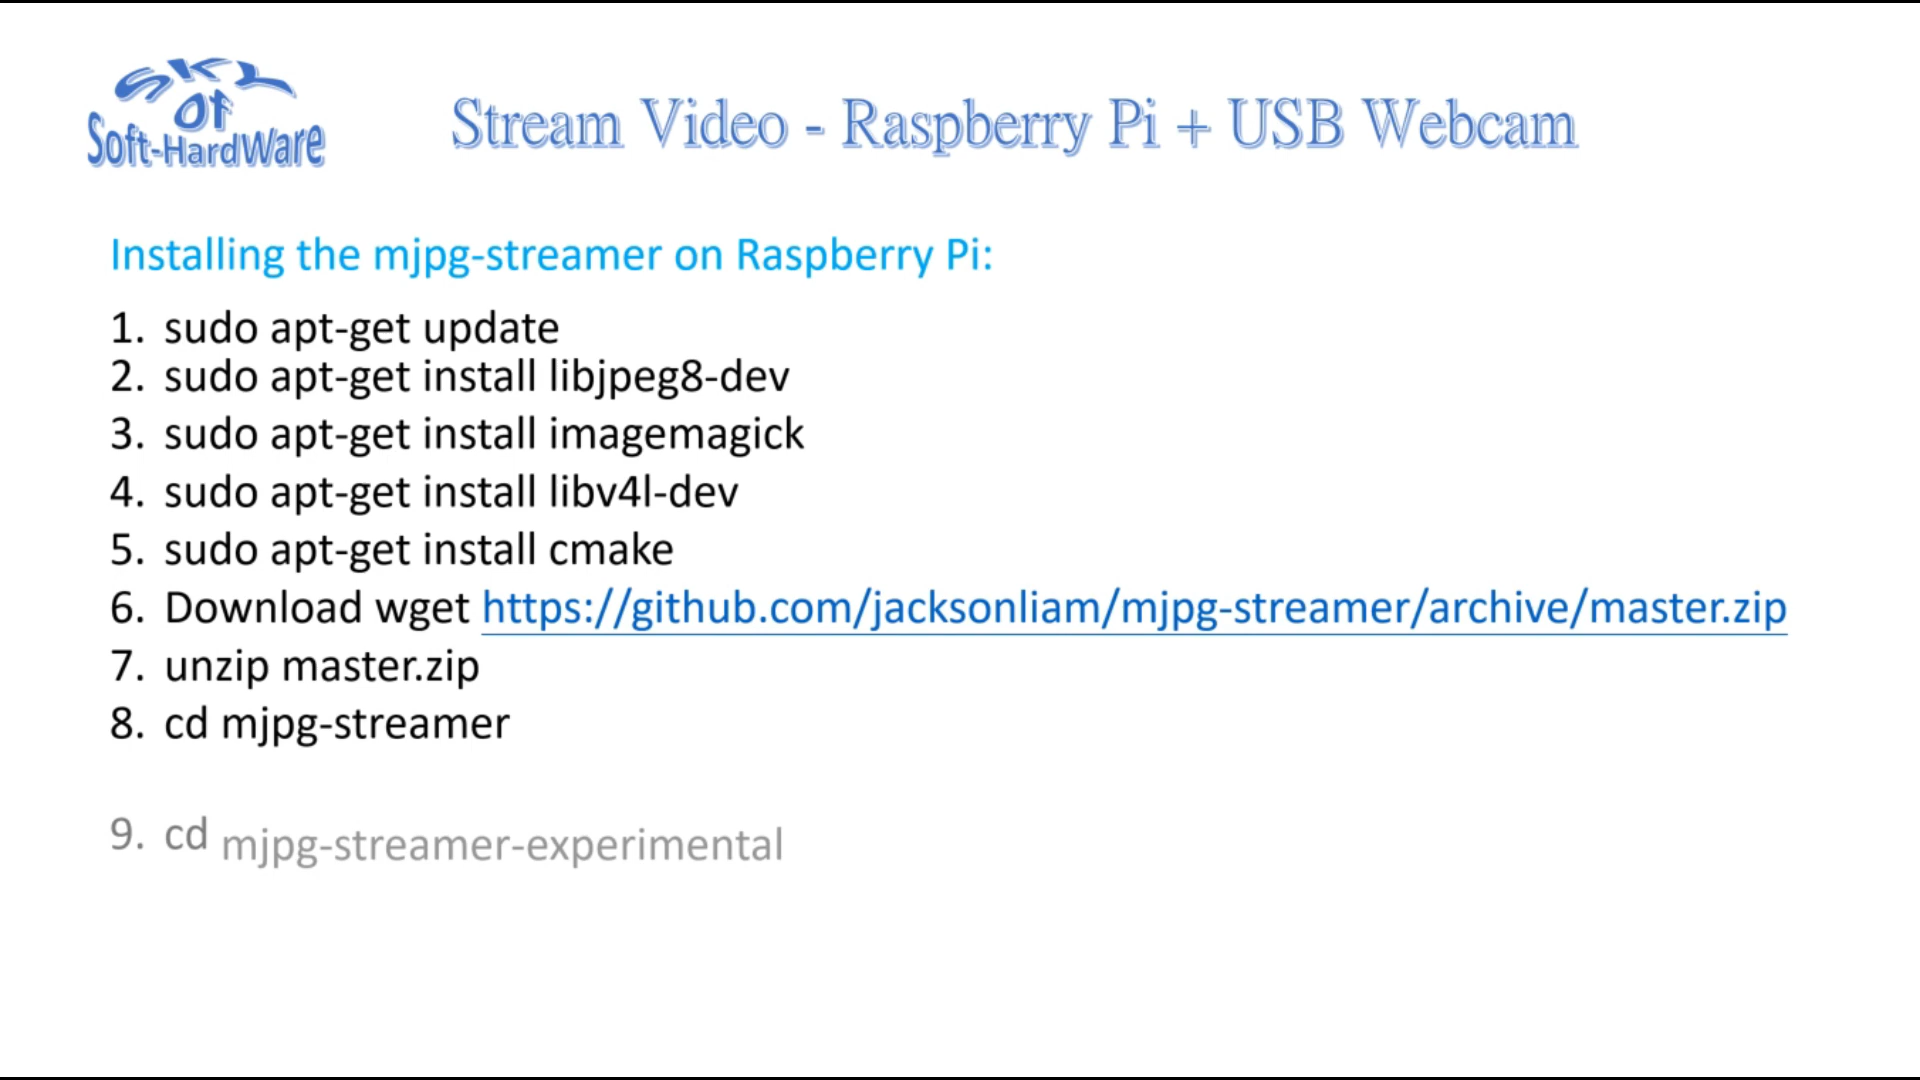 SKY
OF
Soft-HardWare
Stream Video - Raspberry Pi + USB Webcam
Installing the mjpg-streamer on Raspberry Pi:
1. sudo apt-get update
2. sudo apt-get install libjpeg8-dev
3. sudo apt-get install imagemagick
4. sudo apt-get install libv4l-dev
5. sudo apt-get install cmake
6. Download wget https://github.com/jacksonliam/mjpg-streamer/archive/master.zip
7. unzip master.zip
8. cd mjpg-streamer
9. cd mjpg-streamer-experimental